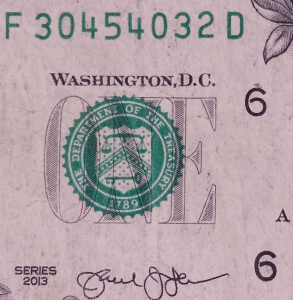 F 30454032 D
WASHINGTON, D.C.
6
ONE
THE DEPARTMENT OF THE TREASURY
1789
A
6
SERIES
2013